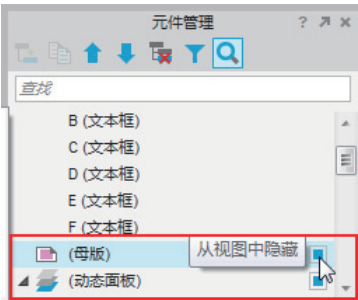 元件管理
查找
B (文本框)
C (文本框)
D (文本框)
E (文本框)
F (文本框)
(母版)
从视图中隐藏
(动态面板)